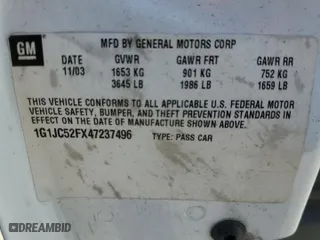 GM
MFD BY GENERAL MOTORS CORP
DATE GVWR GAWR FRT GAWR RR
11/03 1653 KG 901 KG 752 KG
3645 LB 1986 LB 1659 LB
THIS VEHICLE CONFORMS TO ALL APPLICABLE U.S. FEDERAL MOTOR
VEHICLE SAFETY, BUMPER, AND THEFT PREVENTION STANDARDS IN
EFFECT ON THE DATE OF MANUFACTURE SHOWN ABOVE.
1G1JC52FX47237496 TYPE: PASS CAR
DREAMBID